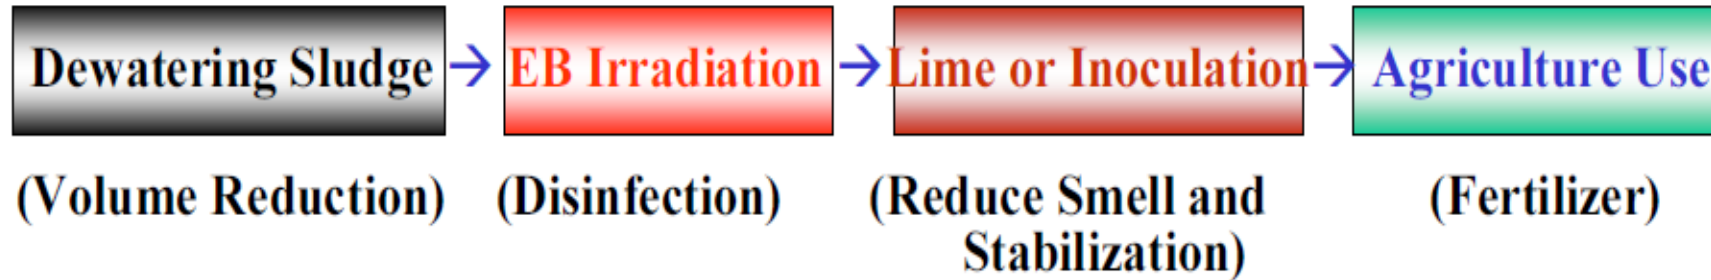 Dewatering Sludge → EB Irradiation → Lime or Inoculation → Agriculture Use
(Volume Reduction) (Disinfection) (Reduce Smell and (Fertilizer)
Stabilization)